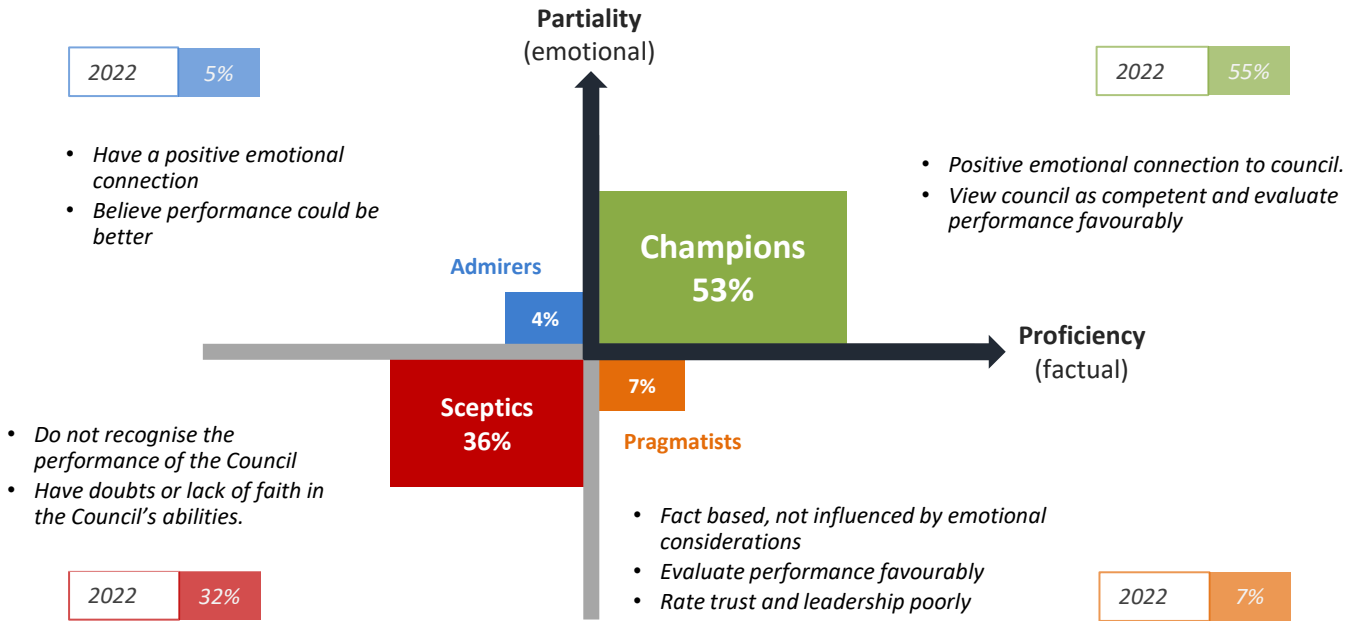 Partiality
(emotional)
2022 5%
2022 55%
• Have a positive emotional
connection
• Believe performance could be
better
• Positive emotional connection to council.
• View council as competent and evaluate
performance favourably
Admirers
4%
Champions
53%
Proficiency
(factual)
Sceptics
36%
7%
Pragmatists
• Do not recognise the
performance of the Council
• Have doubts or lack of faith in
the Council's abilities.
• Fact based, not influenced by emotional
considerations
• Evaluate performance favourably
• Rate trust and leadership poorly
2022 32%
2022 7%